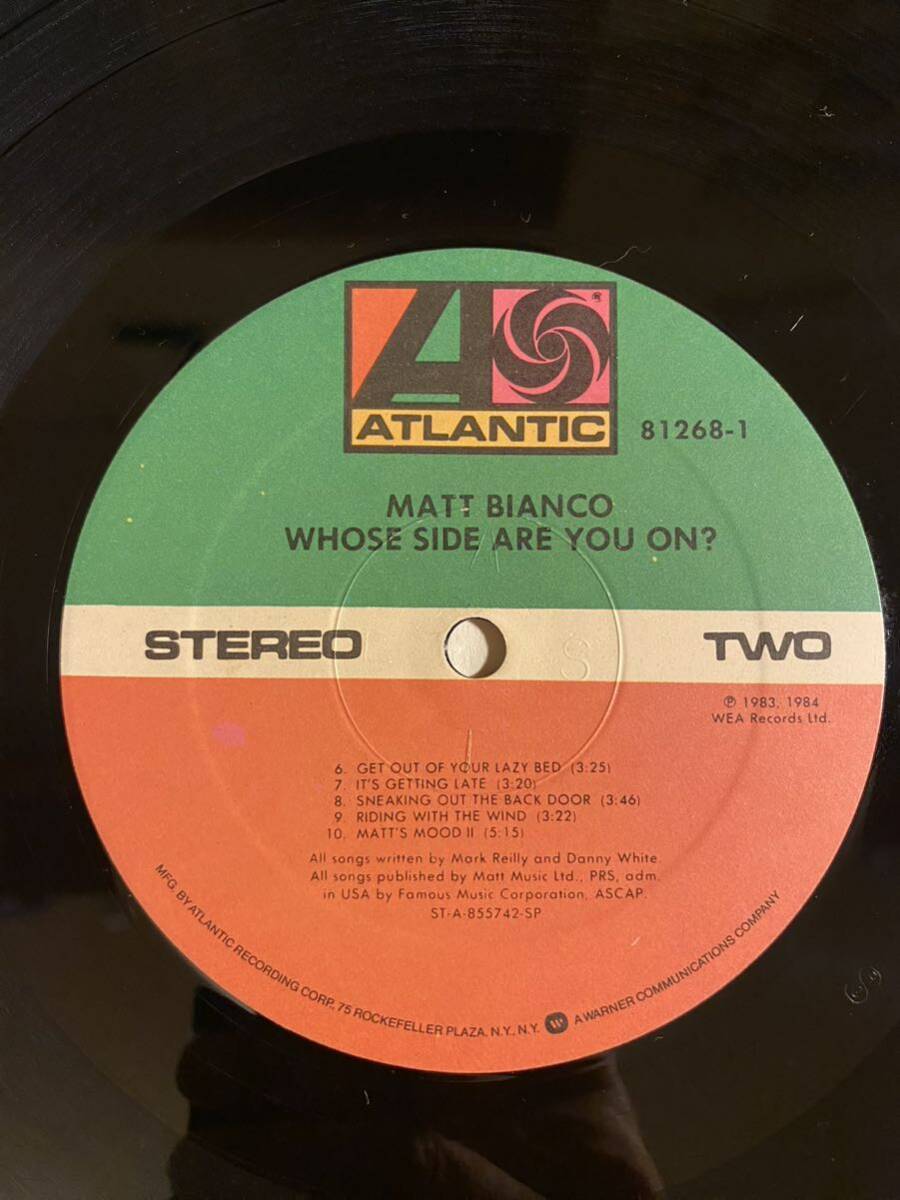 ATLANTIC
81268-1
MATT BIANCO
WHOSE SIDE ARE YOU ON?
STEREO
TWO
℗ 1983, 1984
WEA Records Ltd.
6. GET OUT OF YOUR LAZY BED (3:25)
7. IT'S GETTING LATE (3:20)
8. SNEAKING OUT THE BACK DOOR (3:46)
9. RIDING WITH THE WIND (3:22)
10. MATT'S MOOD II (5:15)
All songs written by Mark Reilly and Danny White.
All songs published by Matt Music Ltd., PRS, adm.
in USA by Famous Music Corporation, ASCAP.
ST-A-855742-SP
MFG. BY ATLANTIC RECORDING CORP., 75 ROCKEFELLER PLAZA, N.Y., N.Y. A WARNER COMMUNICATIONS COMPANY